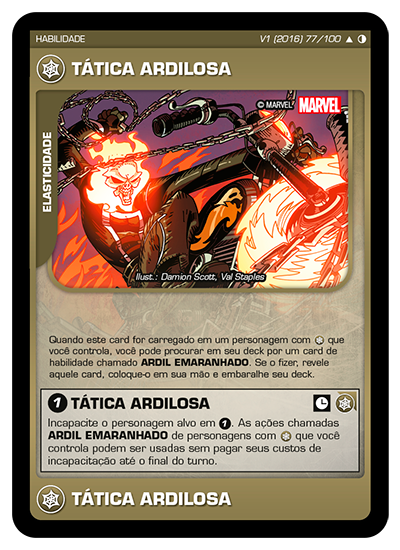 HABILIDADE
V1 (2016) 77/100 ▲ ◑
TÁTICA ARDILOSA
© MARVEL MARVEL
ELASTICIDADE
Ilust.: Damion Scott, Val Staples
Quando este card for carregado em um personagem com que
você controla, você pode procurar em seu deck por um card de
habilidade chamado ARDIL EMARANHADO. Se o fizer, revele
aquele card, coloque-o em sua mão e embaralhe seu deck.
1 TÁTICA ARDILOSA
Incapacite o personagem alvo em 1. As ações chamadas
ARDIL EMARANHADO de personagens com que você
controla podem ser usadas sem pagar seus custos de
incapacitação até o final do turno.
TÁTICA ARDILOSA